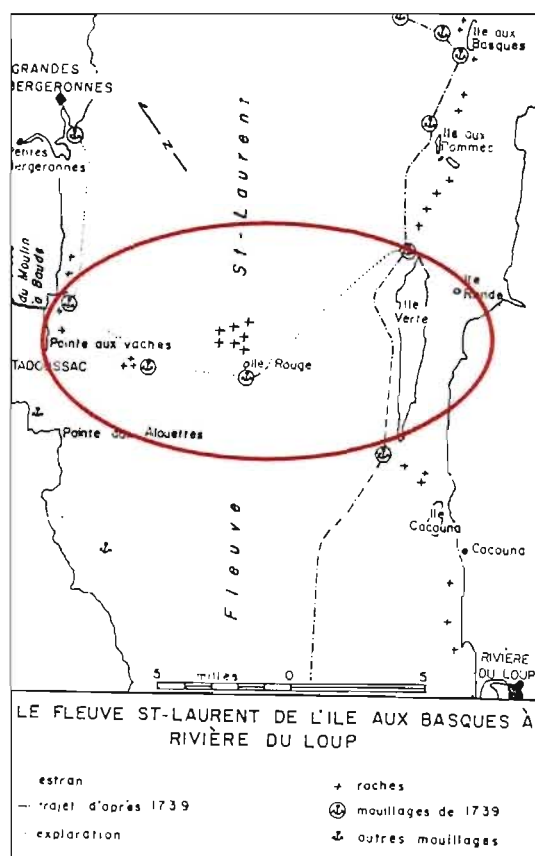 Ile aux
Basques
GRANDES
BERGERONNES
Ile aux
Pommes
Bergeronnes
St-Laurent
N
du Moulin
à Baude
Ile
Ronde
Ile
Verte
Pointe aux vaches
TADOUSSAC
Ile Rouge
Pointe aux Alouettes
Fleuve
Ile
Cacouna
Cacouna
5 milles 0 5
RIVIÈRE
DU LOUP
LE FLEUVE ST-LAURENT DE L'ILE AUX BASQUES À
RIVIÈRE DU LOUP
estran
trajet d'après 1739
exploration
roches
mouillages de 1739
autres mouillages